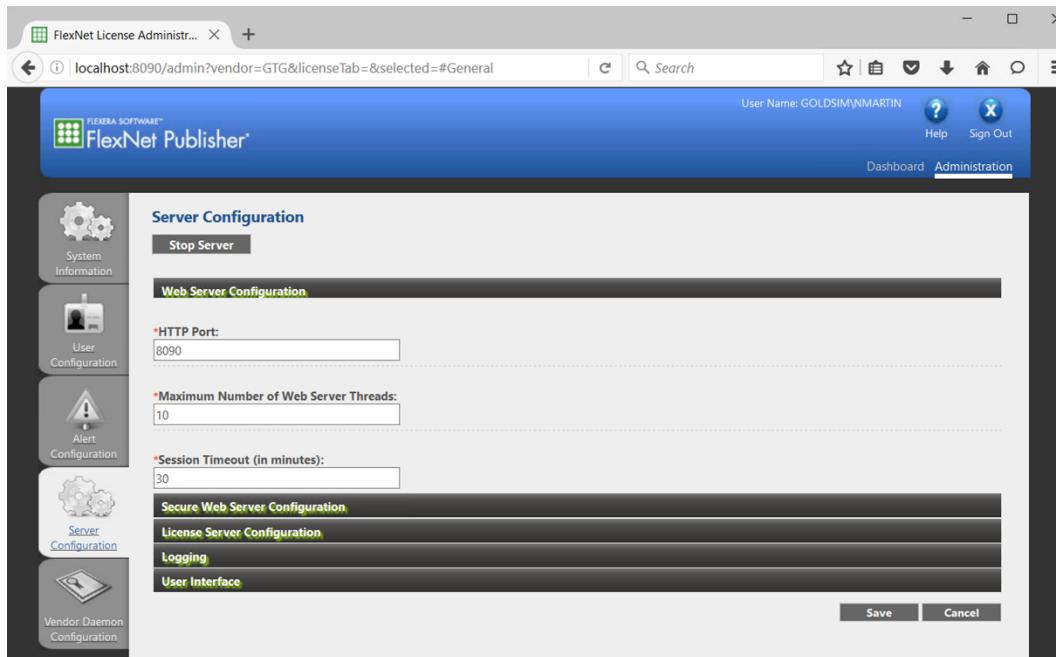 FlexNet License Administr...
localhost:8090/admin?vendor=GTG&licenseTab=&selected=#General
Search
User Name: GOLDSIM\NMARTIN
FLEXERA SOFTWARE™
FlexNet Publisher
Help
Sign Out
Dashboard
Administration
System
Information
User
Configuration
Alert
Configuration
Server
Configuration
Vendor Daemon
Configuration
Server Configuration
Stop Server
Web Server Configuration
*HTTP Port:
8090
*Maximum Number of Web Server Threads:
10
*Session Timeout (in minutes):
30
Secure Web Server Configuration
License Server Configuration
Logging
User Interface
Save
Cancel